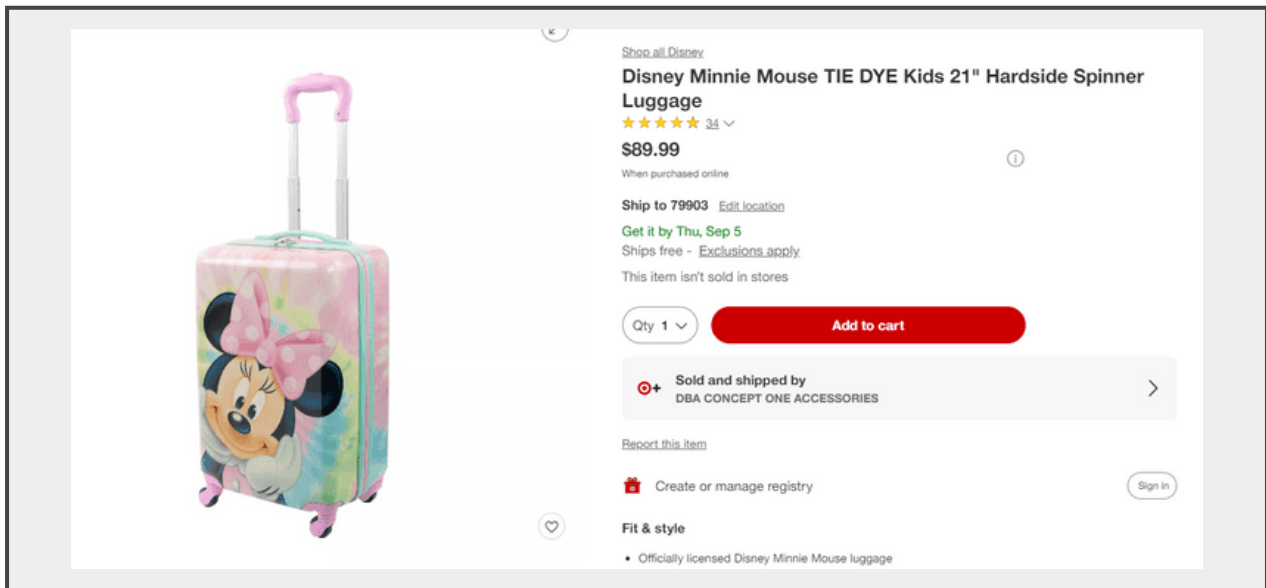 Shop all Disney
Disney Minnie Mouse TIE DYE Kids 21" Hardside Spinner
Luggage
34
$89.99
When purchased online
Ship to 79903 Edit location
Get it by Thu, Sep 5
Ships free - Exclusions apply
This item isn't sold in stores
Qty 1
Add to cart
Sold and shipped by
DBA CONCEPT ONE ACCESSORIES
Report this item
Create or manage registry
Sign in
Fit & style
• Officially licensed Disney Minnie Mouse luggage